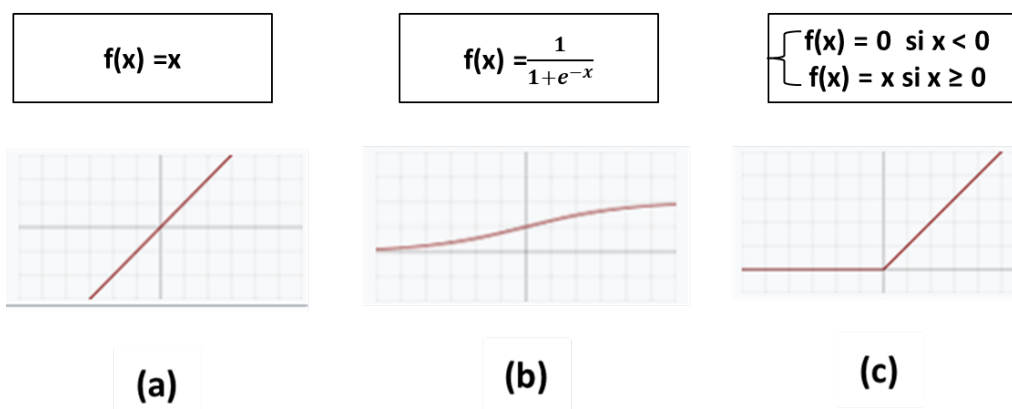 f(x) =x
f(x) = 1 / 1+e^{-x}
f(x) = 0 si x < 0
f(x) = x si x ≥ 0
(a)
(b)
(c)